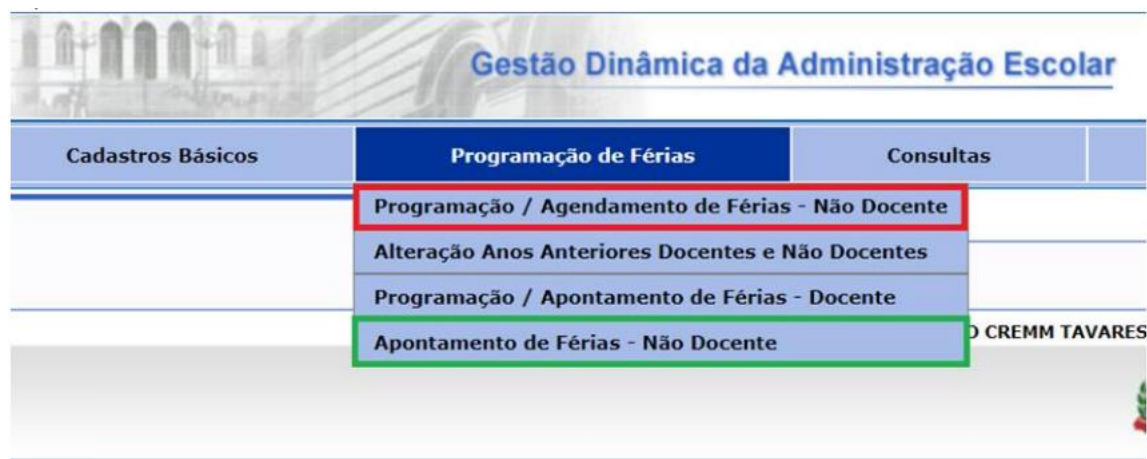 Gestão Dinâmica da Administração Escolar
Cadastros Básicos
Programação de Férias
Consultas
Programação / Agendamento de Férias - Não Docente
Alteração Anos Anteriores Docentes e Não Docentes
Programação / Apontamento de Férias - Docente
Apontamento de Férias - Não Docente
CREMM TAVARES